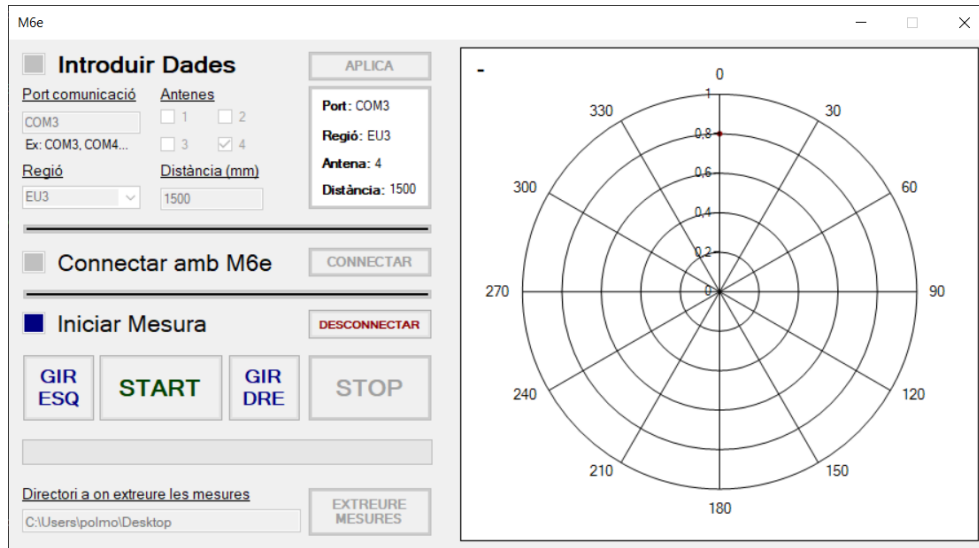 M6e
Introduir Dades
APLICA
Port comunicació
Antenes
COM3
1
2
Ex: COM3, COM4...
3
4
Regió
Distància (mm)
EU3
1500
Port: COM3
Regió: EU3
Antena: 4
Distància: 1500
Connectar amb M6e
CONNECTAR
Iniciar Mesura
DESCONNECTAR
GIR
ESQ
START
GIR
DRE
STOP
Directori a on extreure les mesures
C:\Users\polmo\Desktop
EXTREURE
MESURES
-
0
30
60
90
120
150
180
210
240
270
300
330
1
0,8
0,6
0,4
0,2
0